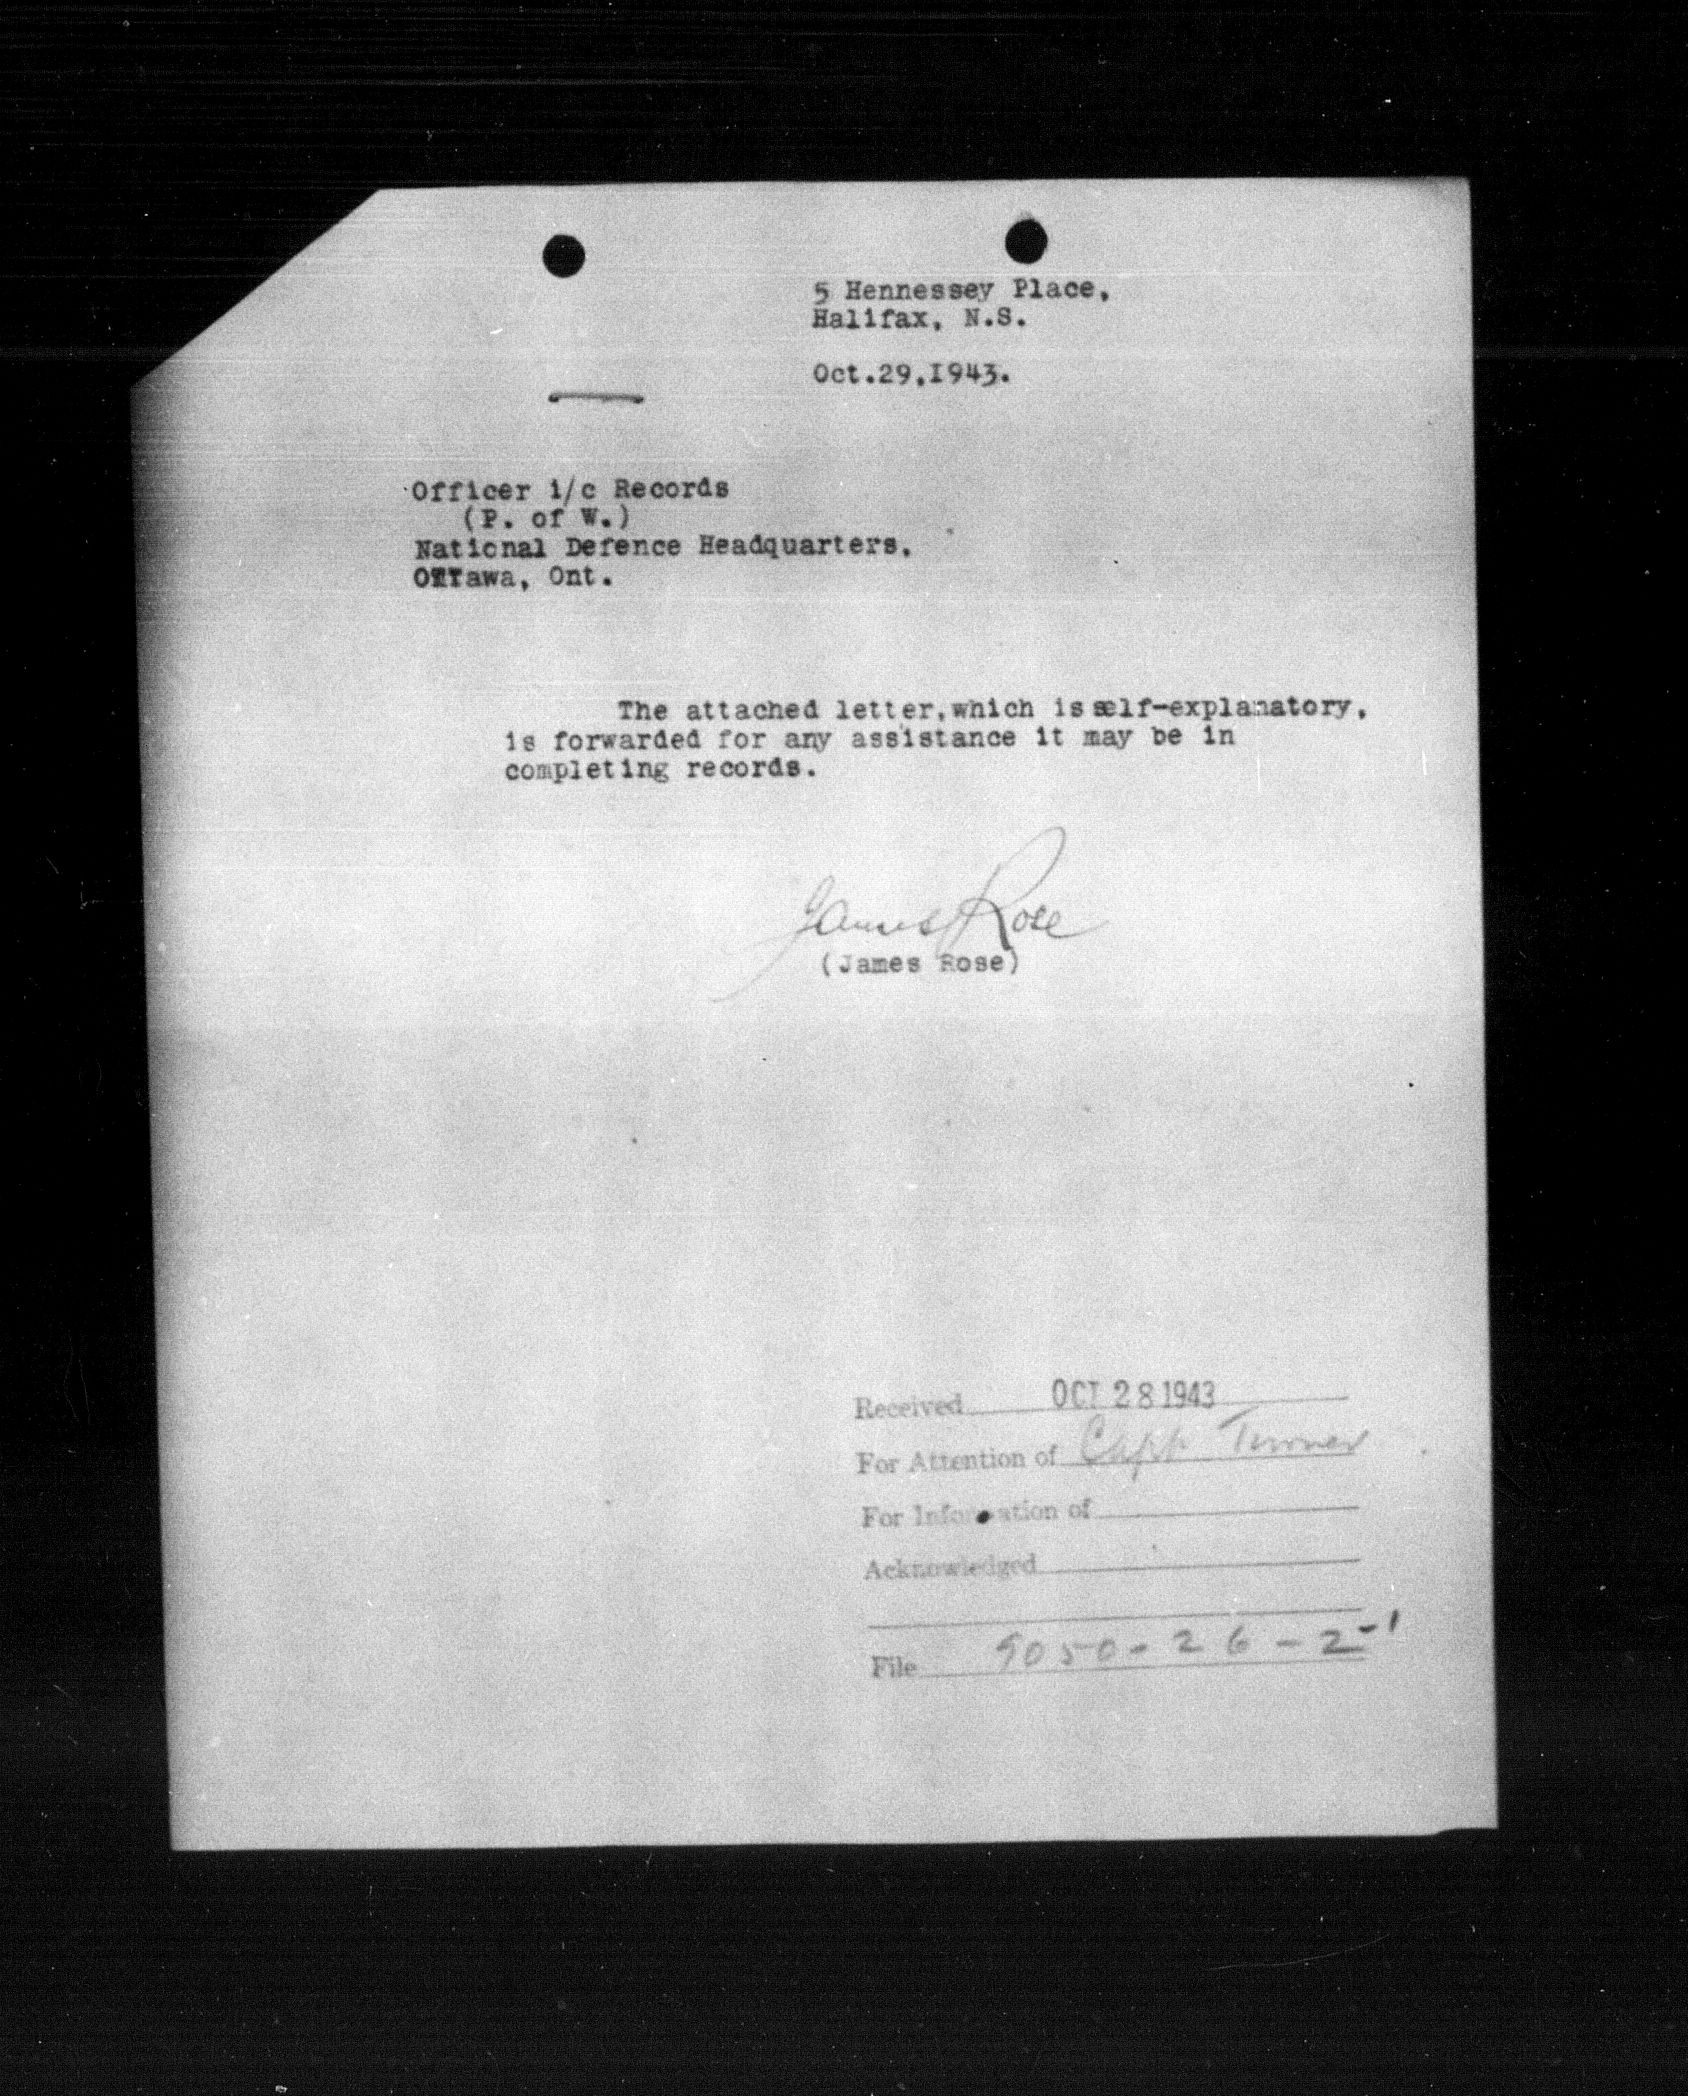 5 Hennessey Place,
Halifax, N.S.
Oct.29,1943.
Officer i/c Records
(P. of W.)
National Defence Headquarters,
OTTawa, Ont.
The attached letter,which is self-explanatory,
is forwarded for any assistance it may be in
completing records.
James Rose
(James Rose)
Received OCT 28 1943
For Attention of Capt Turner
For Information of
Acknowledged
File 9050-26-2-1